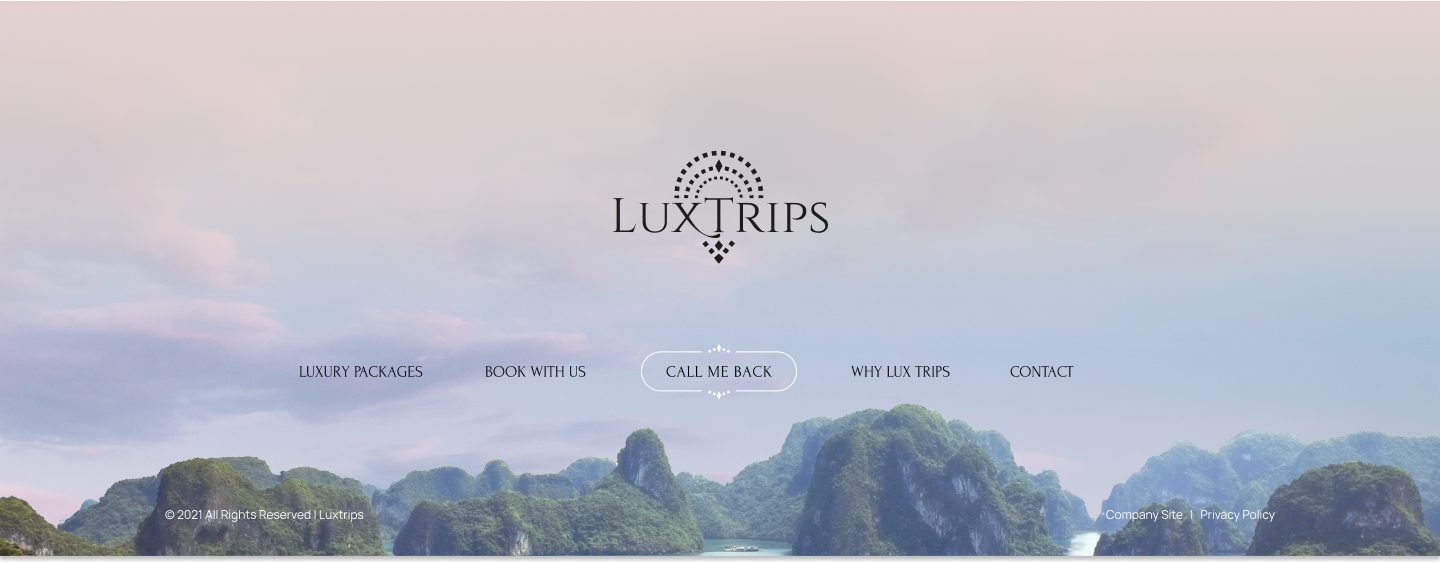 LUXTRIPS
LUXURY PACKAGES BOOK WITH US CALL ME BACK WHY LUX TRIPS CONTACT
© 2021 All Rights Reserved | Luxtrips Company Site | Privacy Policy